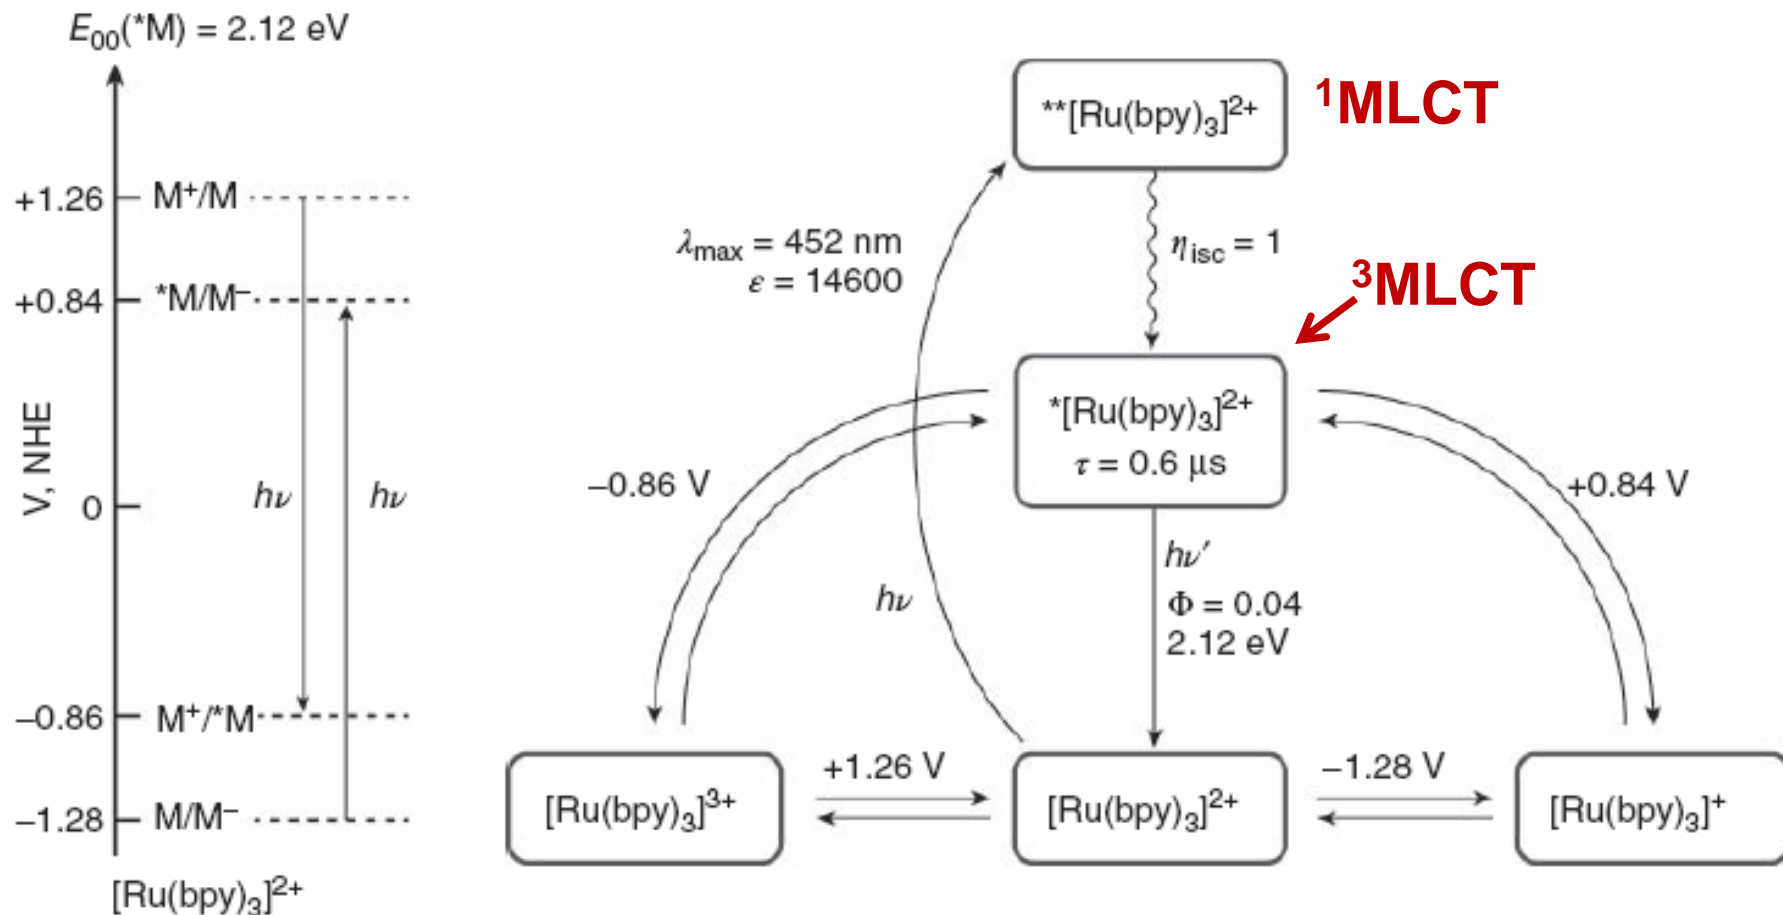 E₀₀(*M) = 2.12 eV
V, NHE
+1.26
M⁺/M
+0.84
*M/M⁻
hν
hν
0
−0.86
M⁺/*M
−1.28
M/M⁻
[Ru(bpy)₃]²⁺
**[Ru(bpy)₃]²⁺
¹MLCT
λmax = 452 nm
ε = 14600
ηisc = 1
³MLCT
*[Ru(bpy)₃]²⁺
τ = 0.6 μs
−0.86 V
+0.84 V
hν
hν′
Φ = 0.04
2.12 eV
[Ru(bpy)₃]³⁺
+1.26 V
[Ru(bpy)₃]²⁺
−1.28 V
[Ru(bpy)₃]⁺